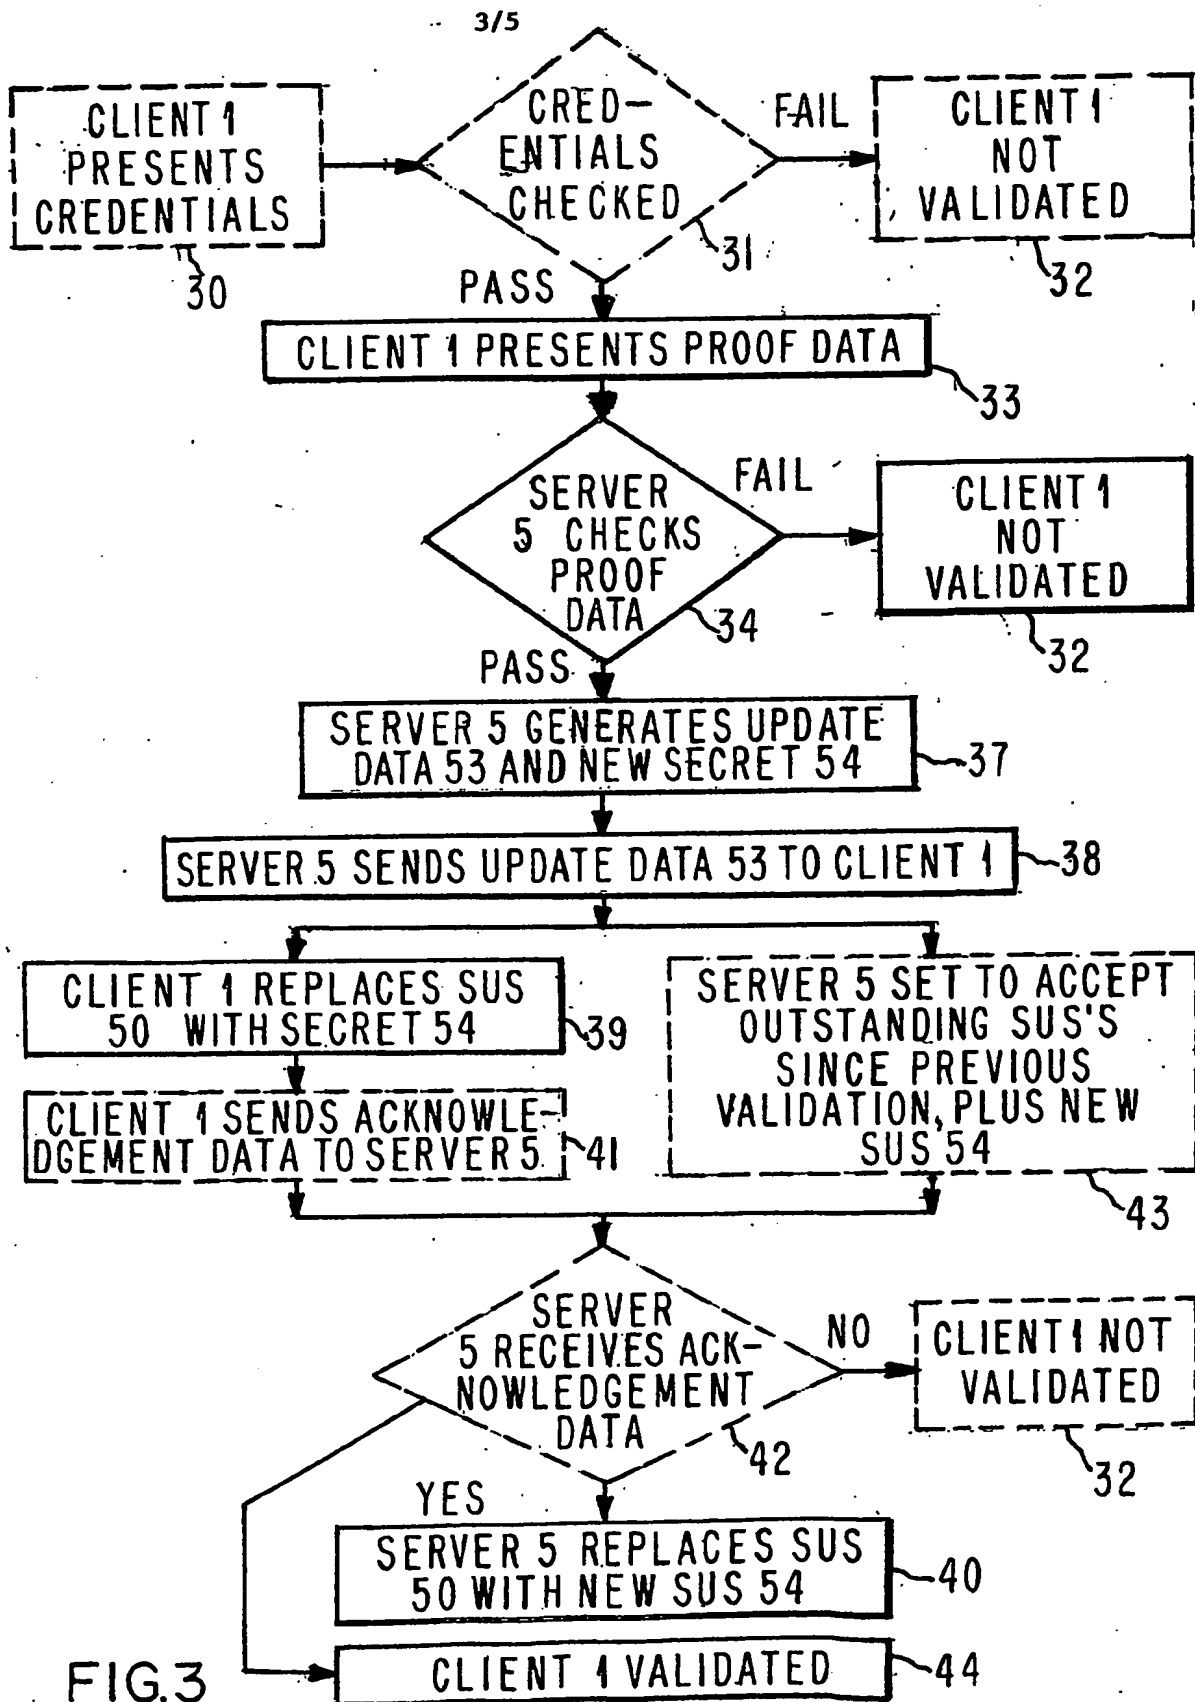 3/5
CLIENT 1
PRESENTS
CREDENTIALS
30
CRED-
ENTIALS
CHECKED
31
FAIL
CLIENT 1
NOT
VALIDATED
32
PASS
CLIENT 1 PRESENTS PROOF DATA
33
SERVER
5 CHECKS
PROOF
DATA
34
FAIL
CLIENT 1
NOT
VALIDATED
32
PASS
SERVER 5 GENERATES UPDATE
DATA 53 AND NEW SECRET 54
37
SERVER 5 SENDS UPDATE DATA 53 TO CLIENT 1
38
CLIENT 1 REPLACES SUS
50 WITH SECRET 54
39
CLIENT 1 SENDS ACKNOWLE-
DGEMENT DATA TO SERVER 5
41
SERVER 5 SET TO ACCEPT
OUTSTANDING SUS'S
SINCE PREVIOUS
VALIDATION, PLUS NEW
SUS 54
43
SERVER
5 RECEIVES ACK-
NOWLEDGEMENT
DATA
42
NO
CLIENT 1 NOT
VALIDATED
32
YES
SERVER 5 REPLACES SUS
50 WITH NEW SUS 54
40
CLIENT 1 VALIDATED
44
FIG.3